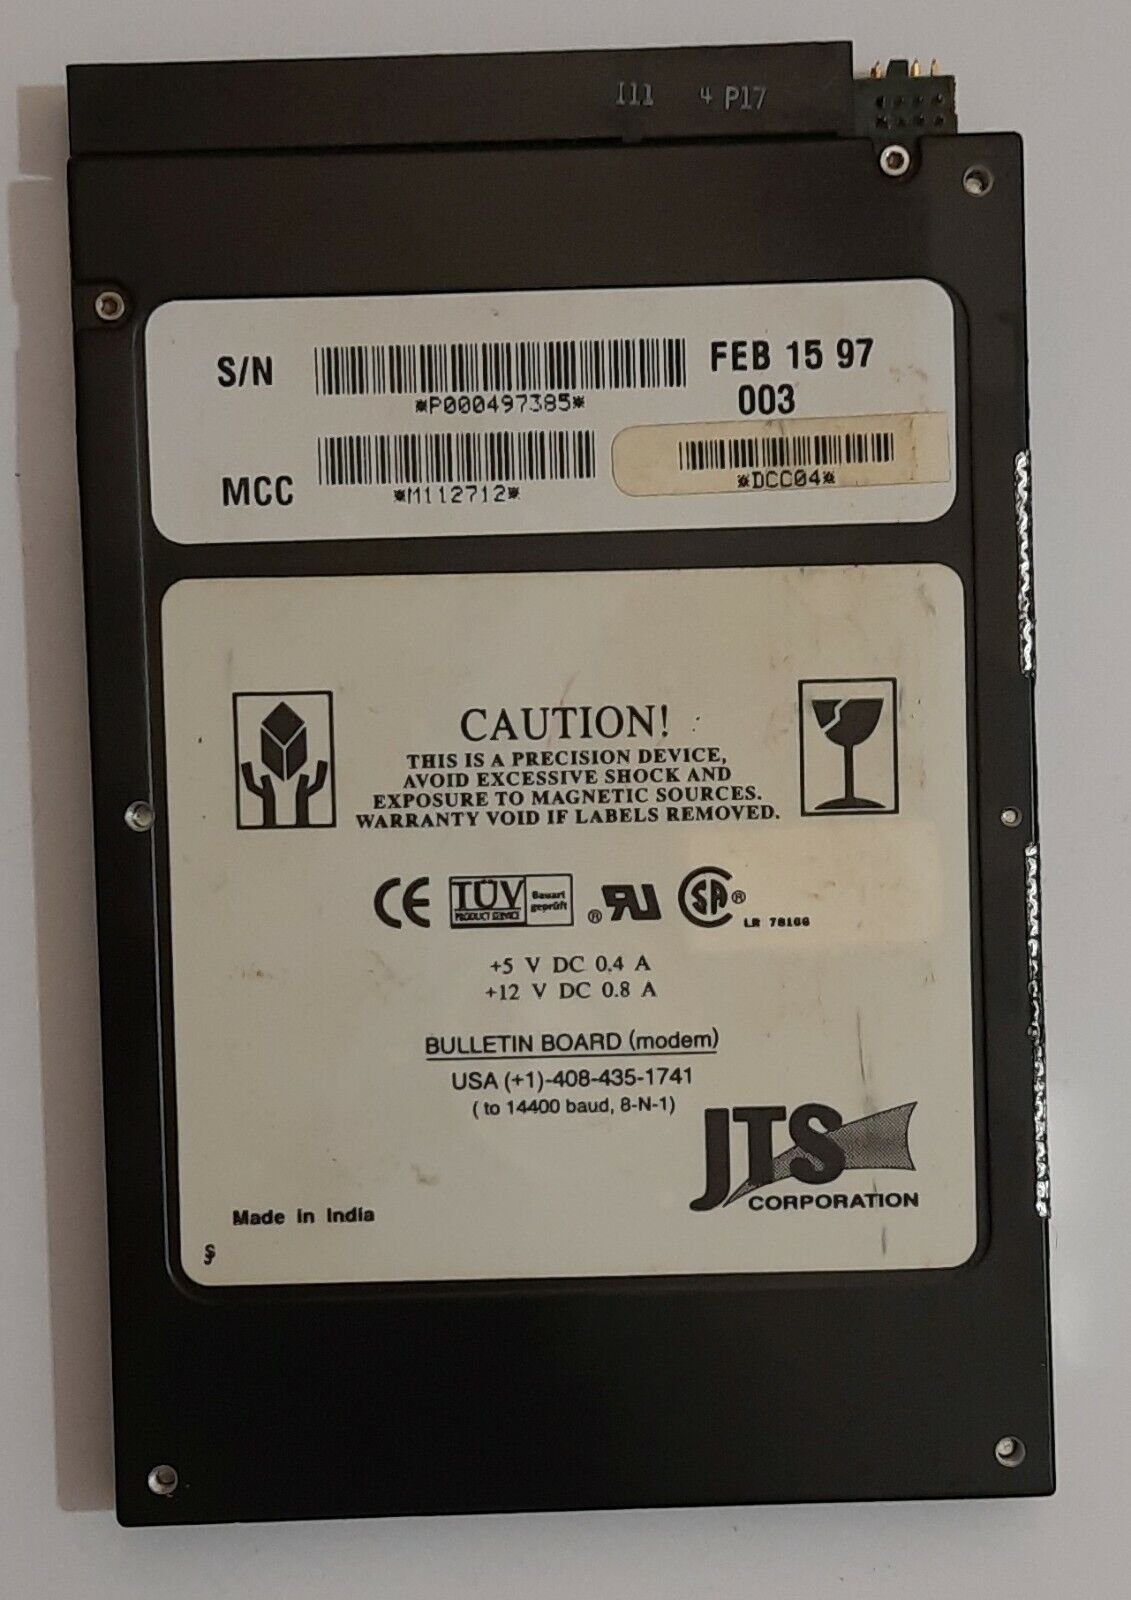 I11 4 P17
S/N
*P000497385*
FEB 15 97
003
MCC
*M112712*
*DCC04*
CAUTION!
THIS IS A PRECISION DEVICE,
AVOID EXCESSIVE SHOCK AND
EXPOSURE TO MAGNETIC SOURCES.
WARRANTY VOID IF LABELS REMOVED.
CE TÜV Bauart
PRODUCT SERVICE geprüft
® RU SA ®
LR 78166
+5 V DC 0.4 A
+12 V DC 0.8 A
BULLETIN BOARD (modem)
USA (+1)-408-435-1741
( to 14400 baud, 8-N-1)
JTS
CORPORATION
Made in India